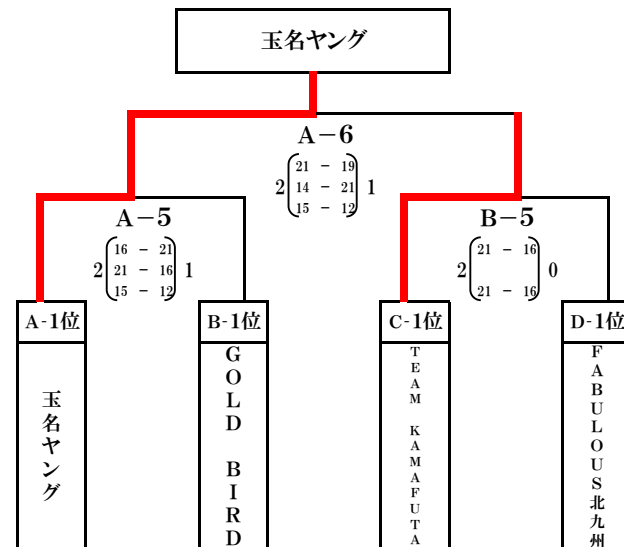 玉名ヤング
A-6
21 - 19
2 14 - 21 1
15 - 12
A-5
16 - 21
2 21 - 16 1
15 - 12
B-5
21 - 16
2 0
21 - 16
A-1位
B-1位
C-1位
D-1位
玉名ヤング
GOLD BIRD
TEAM KAMAFUTA
FABULOUS北九州